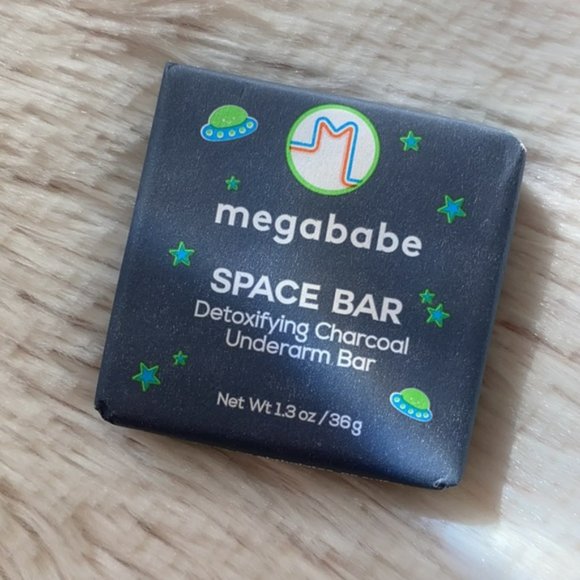 M
megababe
SPACE BAR
Detoxifying Charcoal
Underarm Bar
Net Wt 1.3 oz / 36g